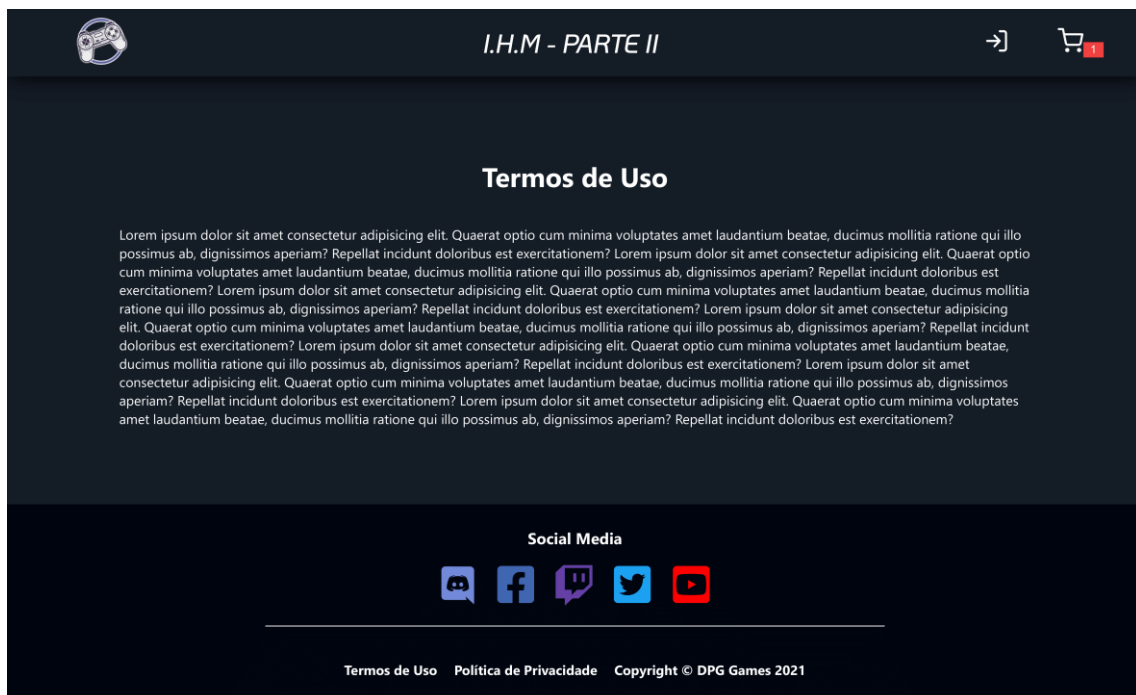 I.H.M - PARTE II
1
Termos de Uso
Lorem ipsum dolor sit amet consectetur adipisicing elit. Quaerat optio cum minima voluptates amet laudantium beatae, ducimus mollitia ratione qui illo
possimus ab, dignissimos aperiam? Repellat incidunt doloribus est exercitationem? Lorem ipsum dolor sit amet consectetur adipisicing elit. Quaerat optio
cum minima voluptates amet laudantium beatae, ducimus mollitia ratione qui illo possimus ab, dignissimos aperiam? Repellat incidunt doloribus est
exercitationem? Lorem ipsum dolor sit amet consectetur adipisicing elit. Quaerat optio cum minima voluptates amet laudantium beatae, ducimus mollitia
ratione qui illo possimus ab, dignissimos aperiam? Repellat incidunt doloribus est exercitationem? Lorem ipsum dolor sit amet consectetur adipisicing
elit. Quaerat optio cum minima voluptates amet laudantium beatae, ducimus mollitia ratione qui illo possimus ab, dignissimos aperiam? Repellat incidunt
doloribus est exercitationem? Lorem ipsum dolor sit amet consectetur adipisicing elit. Quaerat optio cum minima voluptates amet laudantium beatae,
ducimus mollitia ratione qui illo possimus ab, dignissimos aperiam? Repellat incidunt doloribus est exercitationem? Lorem ipsum dolor sit amet
consectetur adipisicing elit. Quaerat optio cum minima voluptates amet laudantium beatae, ducimus mollitia ratione qui illo possimus ab, dignissimos
aperiam? Repellat incidunt doloribus est exercitationem? Lorem ipsum dolor sit amet consectetur adipisicing elit. Quaerat optio cum minima voluptates
amet laudantium beatae, ducimus mollitia ratione qui illo possimus ab, dignissimos aperiam? Repellat incidunt doloribus est exercitationem?
Social Media
Termos de Uso Política de Privacidade Copyright © DPG Games 2021